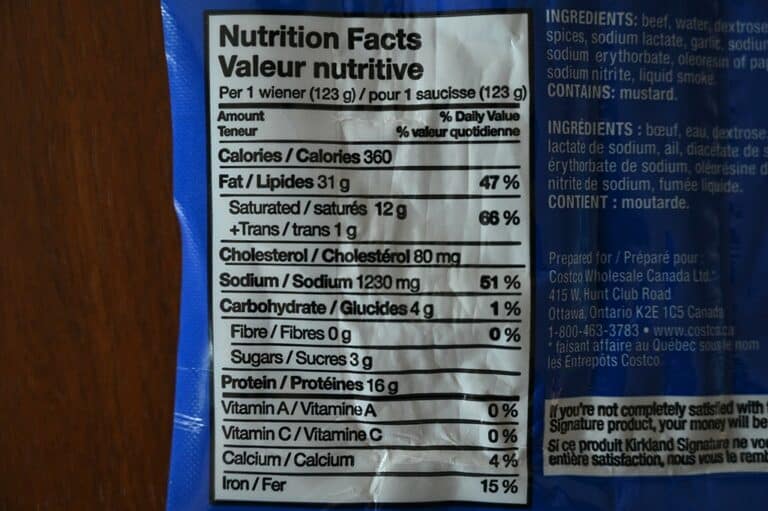 Nutrition Facts
Valeur nutritive
Per 1 wiener (123 g) / pour 1 saucisse (123 g)
Amount % Daily Value
Teneur % valeur quotidienne
Calories / Calories 360
Fat / Lipides 31 g 47 %
Saturated / saturés 12 g
+Trans / trans 1 g 66 %
Cholesterol / Cholestérol 80 mg
Sodium / Sodium 1230 mg 51 %
Carbohydrate / Glucides 4 g 1 %
Fibre / Fibres 0 g 0 %
Sugars / Sucres 3 g
Protein / Protéines 16 g
Vitamin A / Vitamine A 0 %
Vitamin C / Vitamine C 0 %
Calcium / Calcium 4 %
Iron / Fer 15 %
INGREDIENTS: beef, water, dextrose
spices, sodium lactate, garlic, sodium
sodium erythorbate, oleoresin of
sodium nitrite, liquid smoke.
CONTAINS: mustard.
INGRÉDIENTS : bœuf, eau, dextrose,
lactate de sodium, ail, diacétate de
érythorbate de sodium, oléorésine
nitrite de sodium, fumée liquide.
CONTIENT : moutarde.
Prepared for / Préparé pour :
Costco Wholesale Canada Ltd.*
415 W. Hunt Club Road
Ottawa, Ontario K2E 1C5 Canada
1-800-463-3783 • www.costco.ca
* faisant affaire au Québec sous le nom
les Entrepôts Costco
If you're not completely satisfied with
Signature product, your money will be
Si ce produit Kirkland Signature ne
entière satisfaction, nous vous le